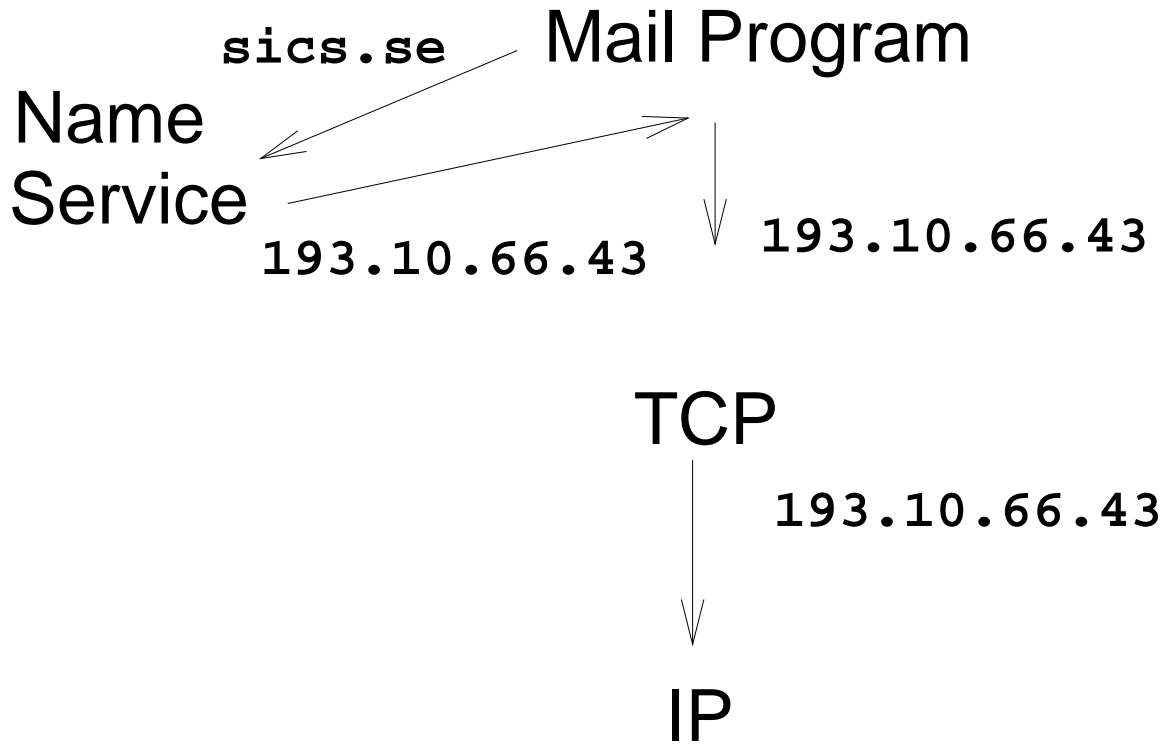 sics.se
Mail Program
Name
Service
193.10.66.43
193.10.66.43
TCP
193.10.66.43
IP